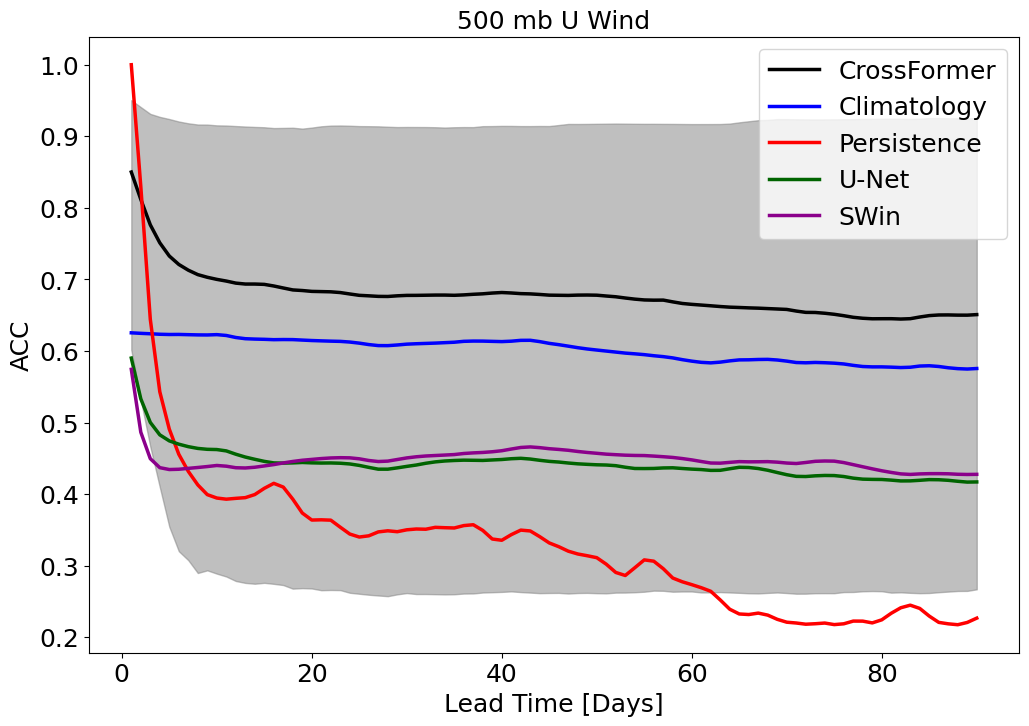 500 mb U Wind
ACC
1.0
0.9
0.8
0.7
0.6
0.5
0.4
0.3
0.2
CrossFormer
Climatology
Persistence
U-Net
SWin
0 20 40 60 80
Lead Time [Days]